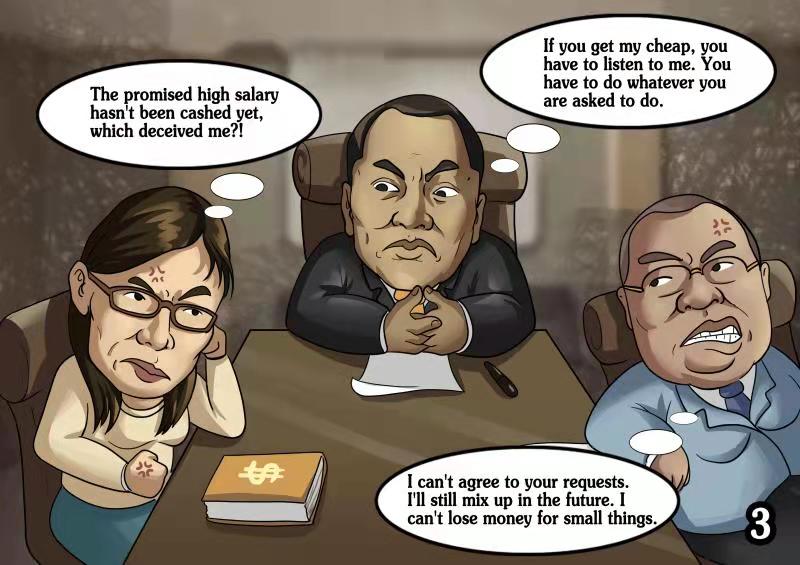 The promised high salary
hasn't been cashed yet,
which deceived me?!
If you get my cheap, you
have to listen to me. You
have to do whatever you
are asked to do.
$
I can't agree to your requests.
I'll still mix up in the future. I
can't lose money for small things.
3